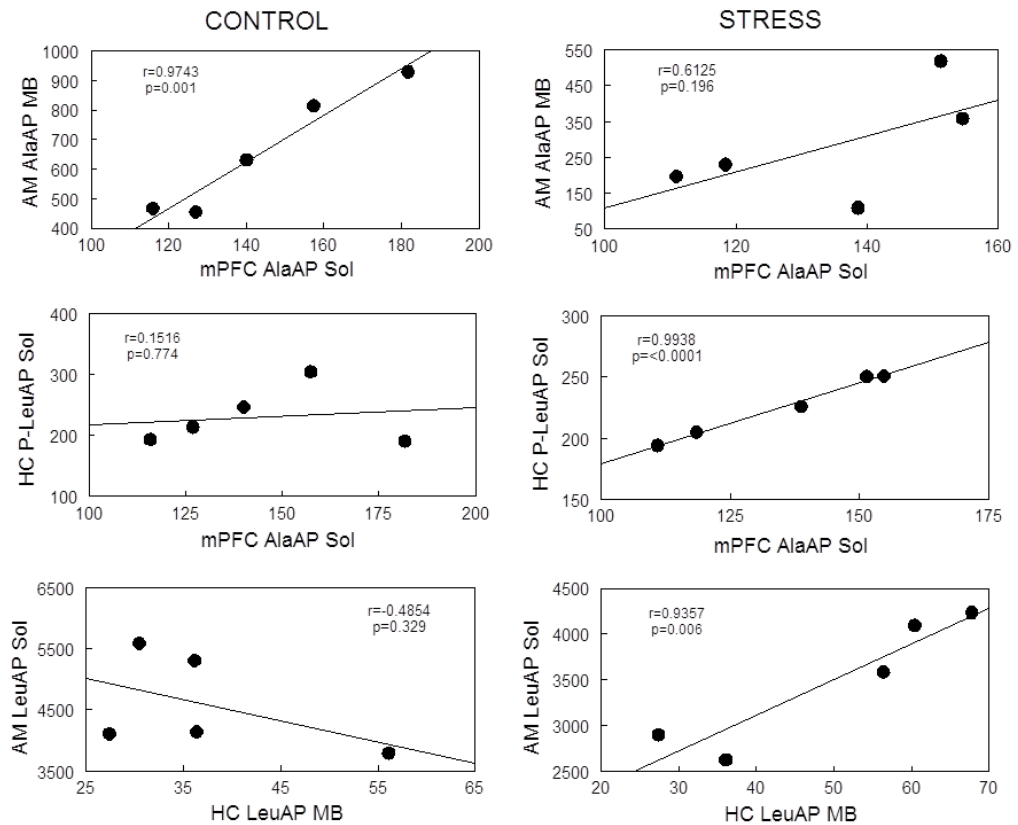 CONTROL
STRESS
1000
900
800
700
600
500
400
AM AlaAP MB
r=0.9743
p=0.001
100 120 140 160 180 200
mPFC AlaAP Sol
550
450
350
250
150
50
AM AlaAP MB
r=0.6125
p=0.196
100 120 140 160
mPFC AlaAP Sol
400
300
200
100
HC P-LeuAP Sol
r=0.1516
p=0.774
100 125 150 175 200
mPFC AlaAP Sol
300
250
200
150
HC P-LeuAP Sol
r=0.9938
p=<0.0001
100 125 150 175
mPFC AlaAP Sol
6500
5500
4500
3500
AM LeuAP Sol
r=-0.4854
p=0.329
25 35 45 55 65
HC LeuAP MB
4500
4000
3500
3000
2500
AM LeuAP Sol
r=0.9357
p=0.006
20 30 40 50 60 70
HC LeuAP MB